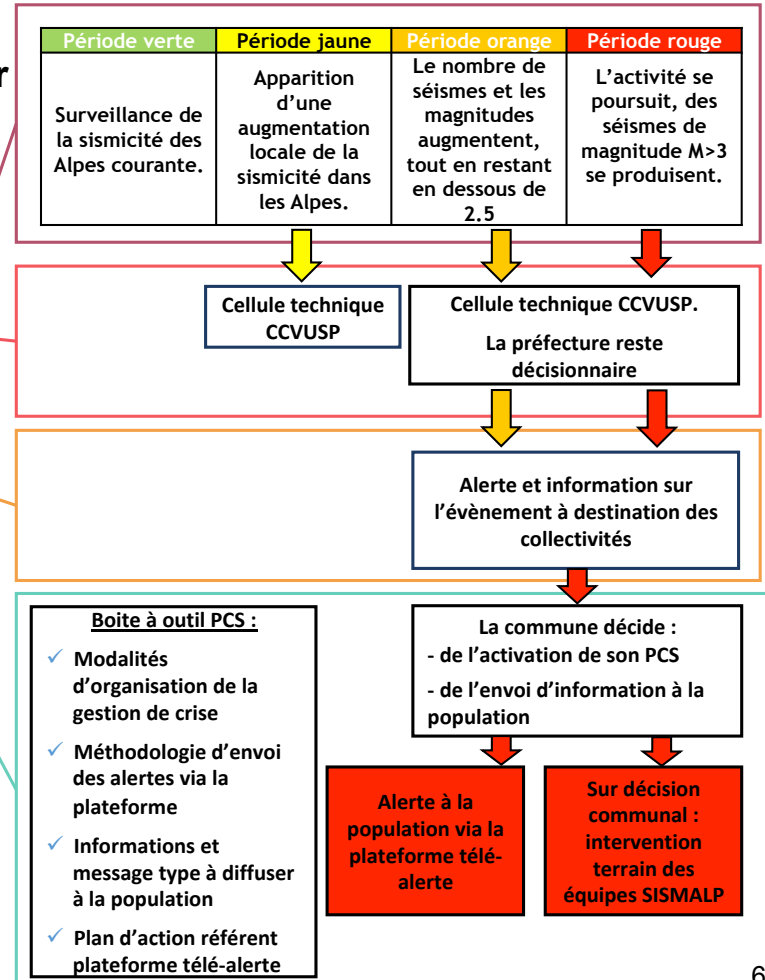 r
Période verte
Surveillance de
la sismicité des
Alpes courante.
Période jaune
Apparition
d'une
augmentation
locale de la
sismicité dans
les Alpes.
Période orange
Le nombre de
séismes et les
magnitudes
augmentent,
tout en restant
en dessous de
2.5
Période rouge
L'activité se
poursuit, des
séismes de
magnitude M>3
se produisent.
Cellule technique
CCVUSP
Cellule technique CCVUSP.
La préfecture reste
décisionnaire
Alerte et information sur
l'évènement à destination des
collectivités
Boite à outil PCS :
✓ Modalités
d'organisation de la
gestion de crise
✓ Méthodologie d'envoi
des alertes via la
plateforme
✓ Informations et
message type à diffuser
à la population
✓ Plan d'action référent
plateforme télé-alerte
La commune décide :
- de l'activation de son PCS
- de l'envoi d'information à la
population
Alerte à la
population via la
plateforme télé-
alerte
Sur décision
communal :
intervention
terrain des
équipes SISMALP
6